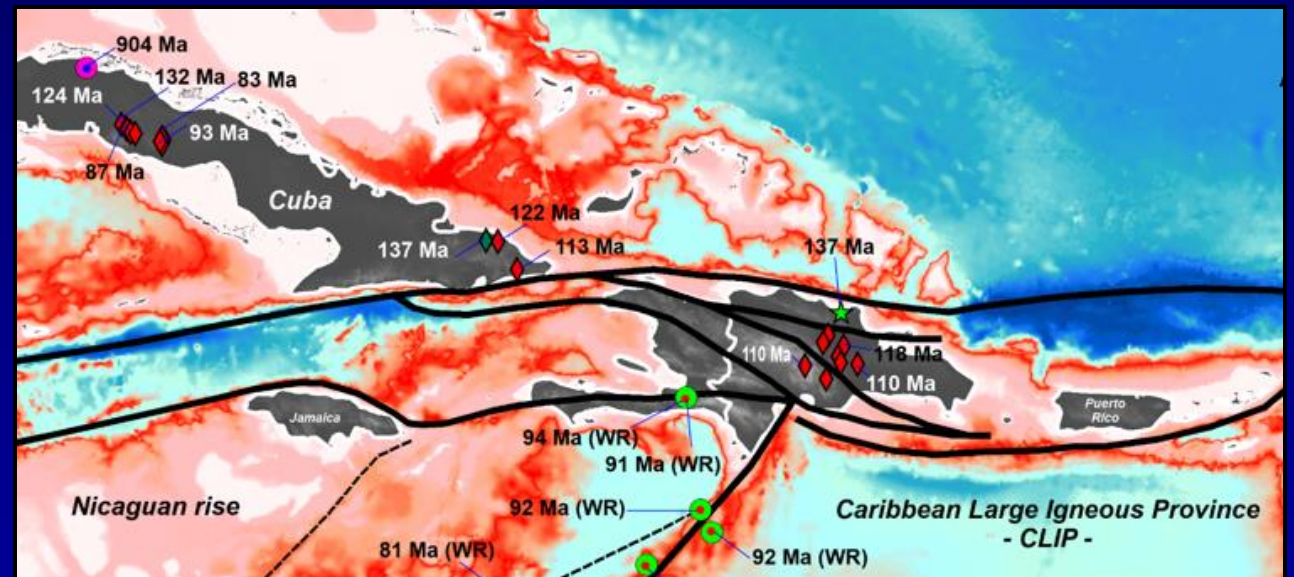 904 Ma
132 Ma
83 Ma
124 Ma
93 Ma
87 Ma
Cuba
122 Ma
137 Ma
113 Ma
137 Ma
110 Ma
118 Ma
110 Ma
Jamaica
Puerto
Rico
94 Ma (WR)
91 Ma (WR)
Nicaguan rise
92 Ma (WR)
Caribbean Large Igneous Province
- CLIP -
81 Ma (WR)
92 Ma (WR)